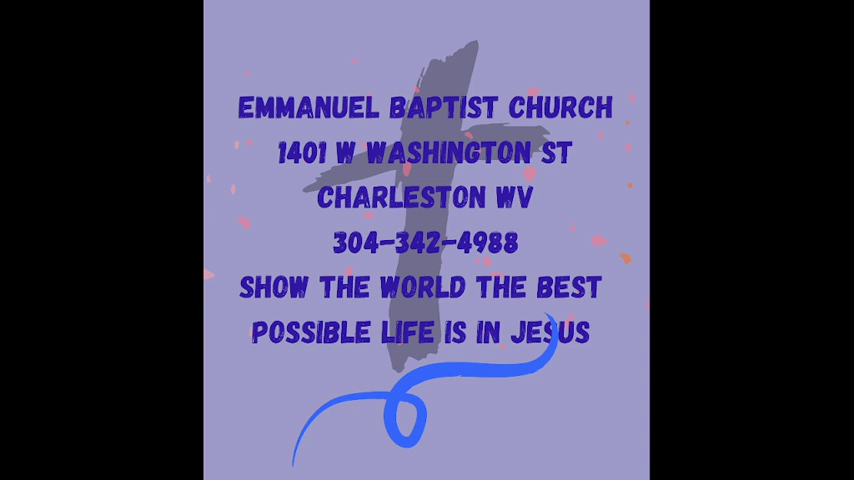 EMMANUEL BAPTIST CHURCH
1401 W WASHINGTON ST
CHARLESTON WV
304-342-4988
SHOW THE WORLD THE BEST
POSSIBLE LIFE IS IN JESUS